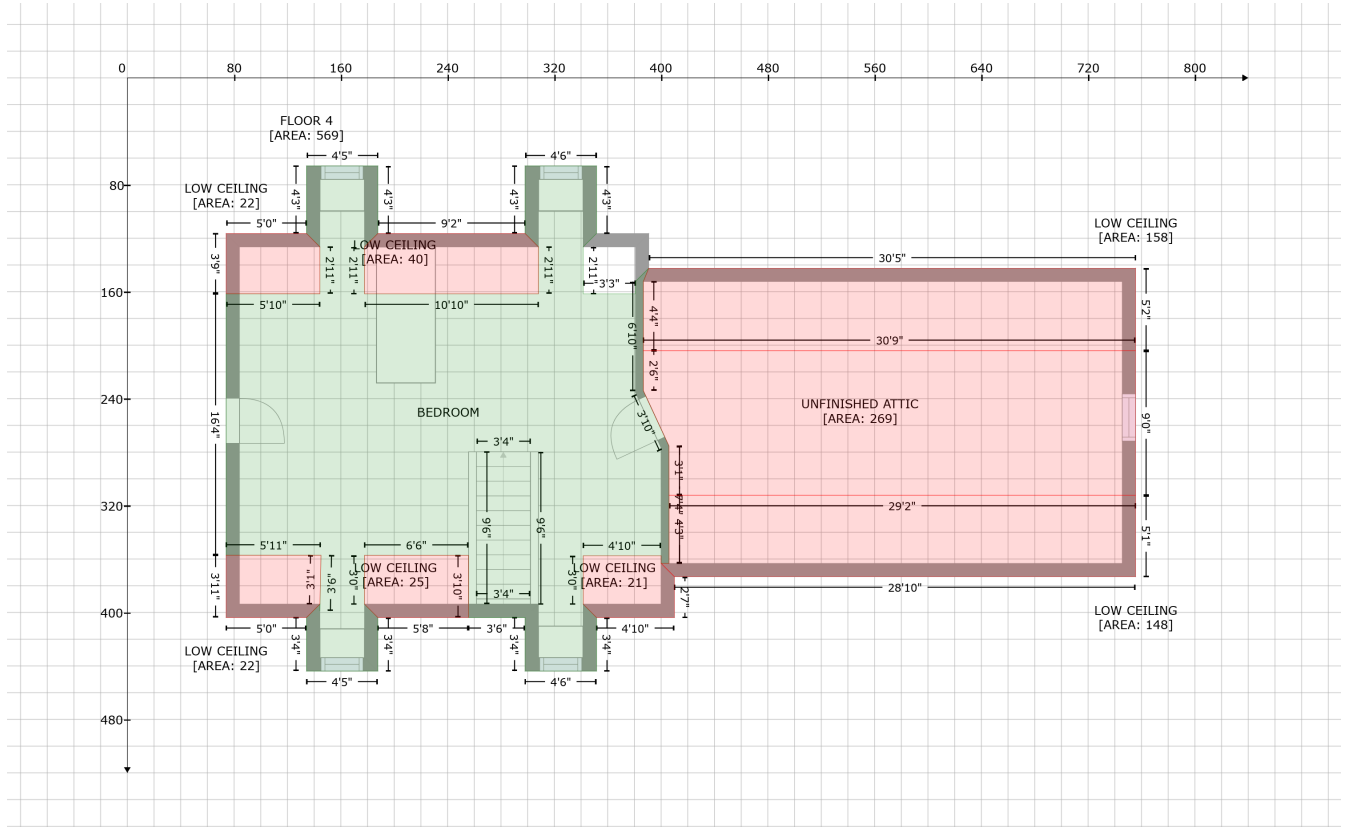 0 80 160 240 320 400 480 560 640 720 800
FLOOR 4
[AREA: 569]
4'5" 4'6"
80
LOW CEILING
[AREA: 22]
4'3" 4'3" 4'3" 4'3"
5'0" 9'2"
LOW CEILING
[AREA: 158]
LOW CEILING
[AREA: 40]
30'5"
3'9" 2'11" 2'11" 2'11" 2'11"
3'3"
160
5'10" 10'10"
6'10" 4'4" 5'2"
30'9"
2'6"
240
BEDROOM
UNFINISHED ATTIC
[AREA: 269]
16'4" 3'10" 9'0"
3'4"
3'1"
320
29'2"
9'6" 9'6" 4'3" 5'1"
5'11" 6'6" 4'10"
LOW CEILING
[AREA: 25]
LOW CEILING
[AREA: 21]
3'11" 3'1" 3'6" 3'0" 3'10" 3'0"
3'4"
28'10"
2'7"
400
LOW CEILING
[AREA: 148]
5'0" 5'8" 3'6" 4'10"
3'4" 3'4" 3'4" 3'4"
LOW CEILING
[AREA: 22]
4'5" 4'6"
480